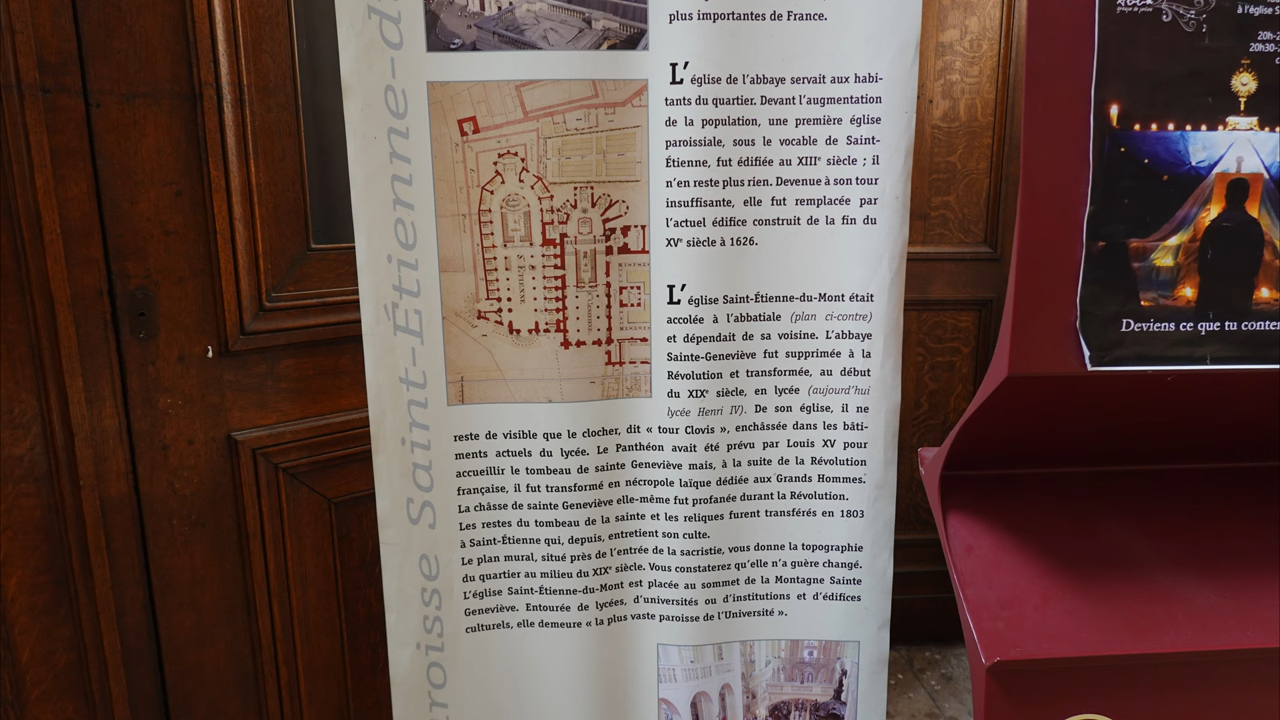 plus importantes de France.
L'église de l'abbaye servait aux habi-
tants du quartier. Devant l'augmentation
de la population, une première église
paroissiale, sous le vocable de Saint-
Étienne, fut édifiée au XIIIe siècle ; il
n'en reste plus rien. Devenue à son tour
insuffisante, elle fut remplacée par
l'actuel édifice construit de la fin du
XVe siècle à 1626.
L'église Saint-Étienne-du-Mont était
accolée à l'abbatiale (plan ci-contre)
et dépendait de sa voisine. L'abbaye
Sainte-Geneviève fut supprimée à la
Révolution et transformée, au début
du XIXe siècle, en lycée (aujourd'hui
lycée Henri IV). De son église, il ne
reste de visible que le clocher, dit « tour Clovis », enchâssée dans les bâti-
ments actuels du lycée. Le Panthéon avait été prévu par Louis XV pour
accueillir le tombeau de sainte Geneviève mais, à la suite de la Révolution
française, il fut transformé en nécropole laïque dédiée aux Grands Hommes.
La châsse de sainte Geneviève elle-même fut profanée durant la Révolution.
Les restes du tombeau de la sainte et les reliques furent transférés en 1803
à Saint-Étienne qui, depuis, entretient son culte.
Le plan mural, situé près de l'entrée de la sacristie, vous donne la topographie
du quartier au milieu du XIXe siècle. Vous constaterez qu'elle n'a guère changé.
L'église Saint-Étienne-du-Mont est placée au sommet de la Montagne Sainte
Geneviève. Entourée de lycées, d'universités ou d'institutions et d'édifices
culturels, elle demeure « la plus vaste paroisse de l'Université ».
roisse Saint-Étienne-d
St ETIENNE
à l'église S
20h-2
20h30-
Deviens ce que tu conte